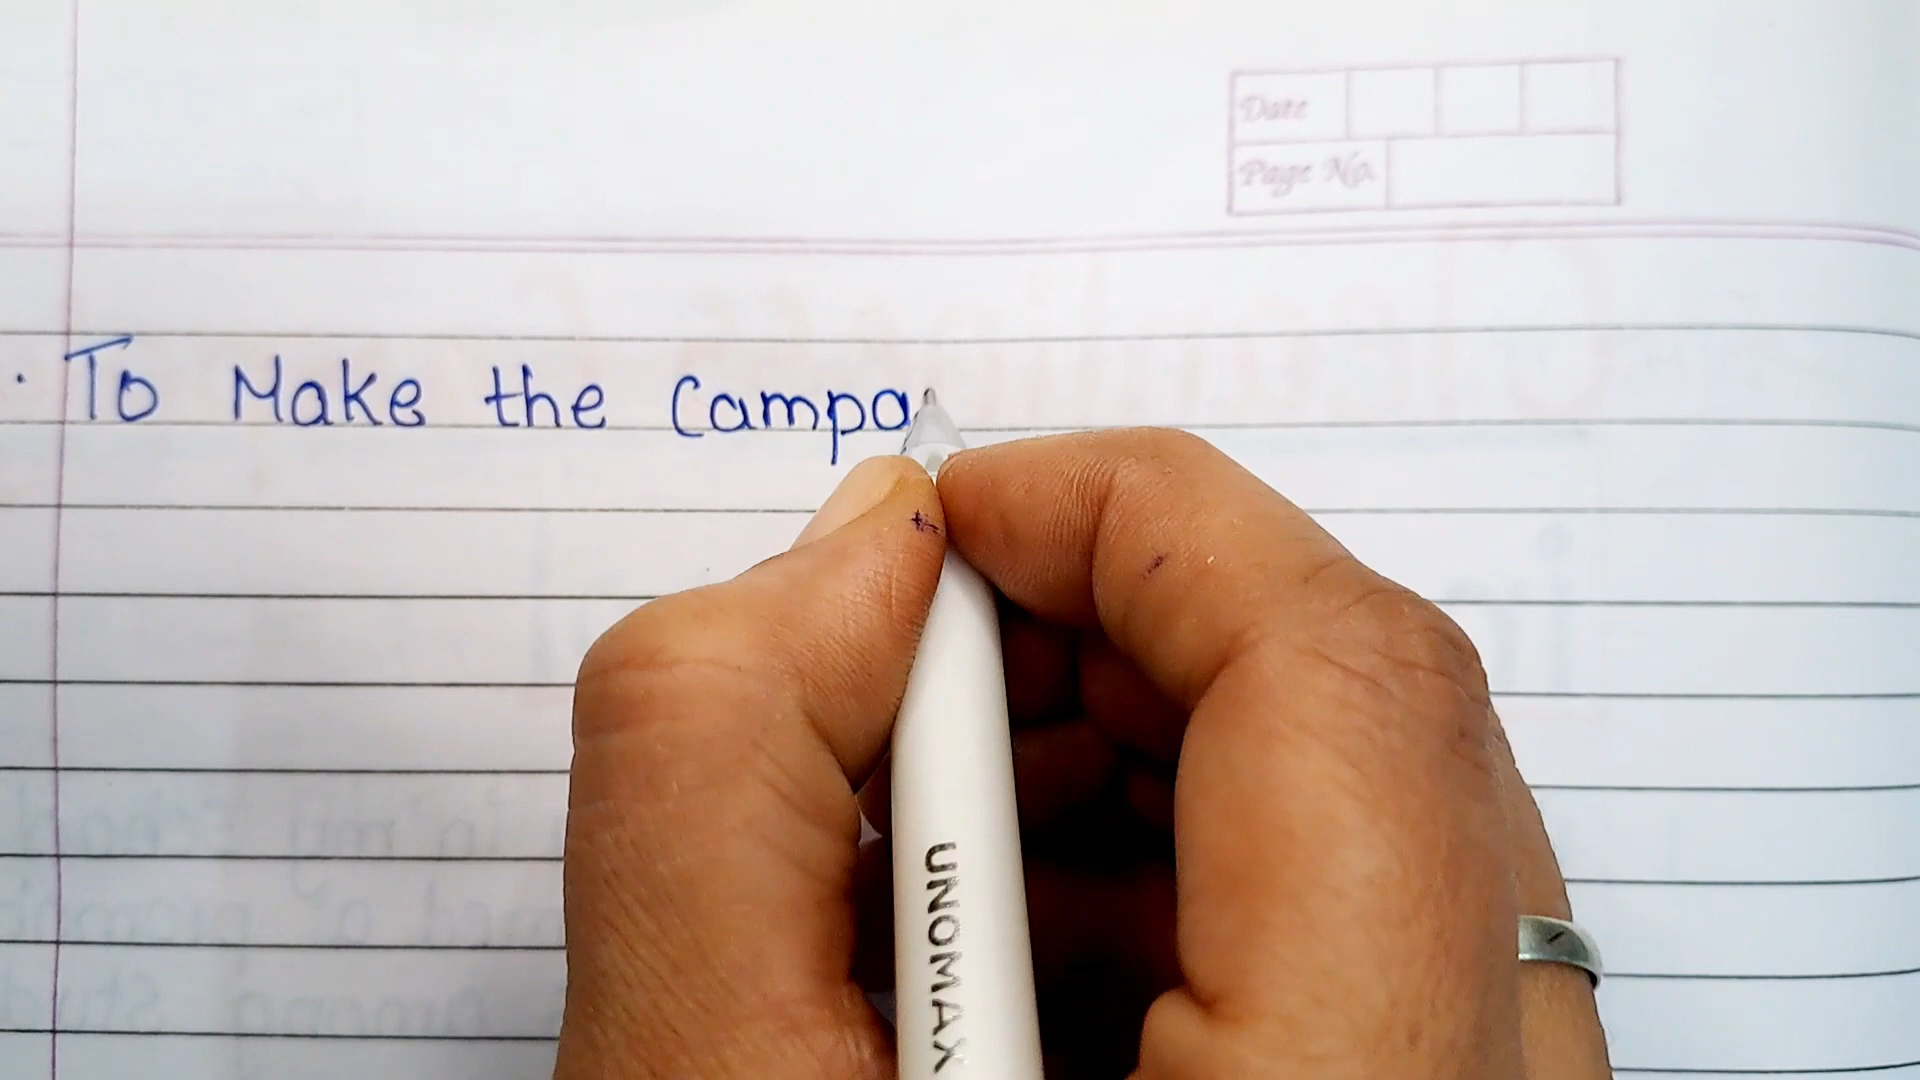 Date
Page No.
· To Make the Campa
UNOMAX